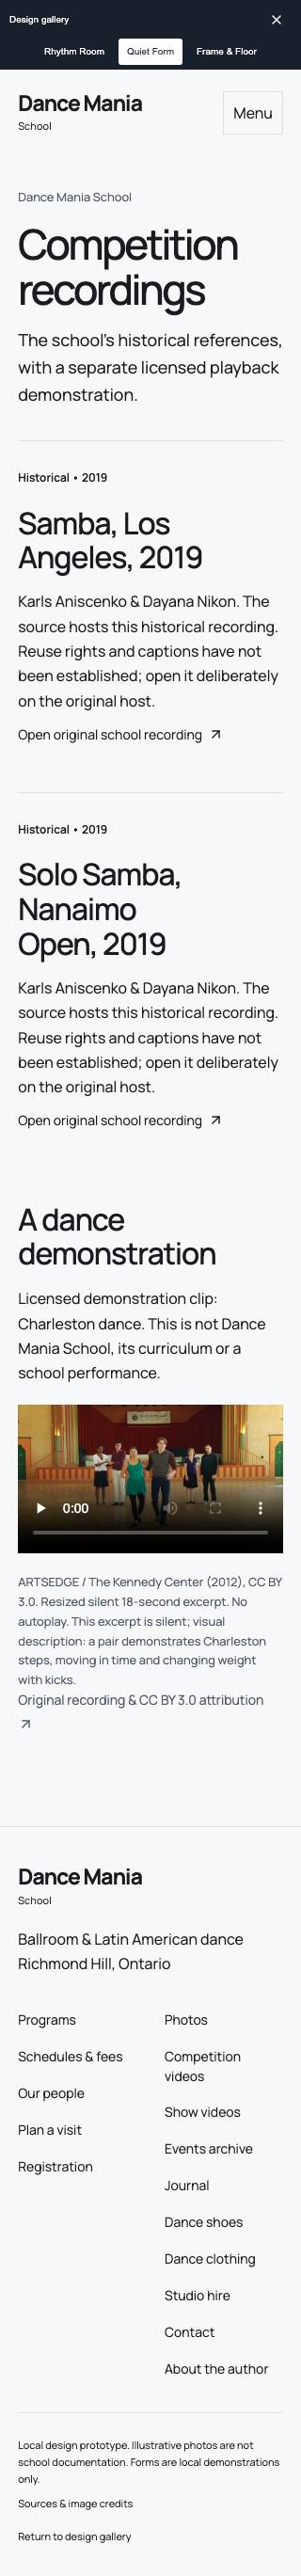 Design gallery
Rhythm Room Quiet Form Frame & Floor
Dance Mania
School
Menu
Dance Mania School
Competition
recordings
The school's historical references,
with a separate licensed playback
demonstration.
Historical • 2019
Samba, Los
Angeles, 2019
Karls Aniscenko & Dayana Nikon. The
source hosts this historical recording.
Reuse rights and captions have not
been established; open it deliberately
on the original host.
Open original school recording
Historical • 2019
Solo Samba,
Nanaimo
Open, 2019
Karls Aniscenko & Dayana Nikon. The
source hosts this historical recording.
Reuse rights and captions have not
been established; open it deliberately
on the original host.
Open original school recording
A dance
demonstration
Licensed demonstration clip:
Charleston dance. This is not Dance
Mania School, its curriculum or a
school performance.
0:00
ARTSEDGE / The Kennedy Center (2012), CC BY
3.0. Resized silent 18-second excerpt. No
autoplay. This excerpt is silent; visual
description: a pair demonstrates Charleston
steps, moving in time and changing weight
with kicks.
Original recording & CC BY 3.0 attribution
Dance Mania
School
Ballroom & Latin American dance
Richmond Hill, Ontario
Programs
Schedules & fees
Our people
Plan a visit
Registration
Photos
Competition
videos
Show videos
Events archive
Journal
Dance shoes
Dance clothing
Studio hire
Contact
About the author
Local design prototype. Illustrative photos are not
school documentation. Forms are local demonstrations
only.
Sources & image credits
Return to design gallery